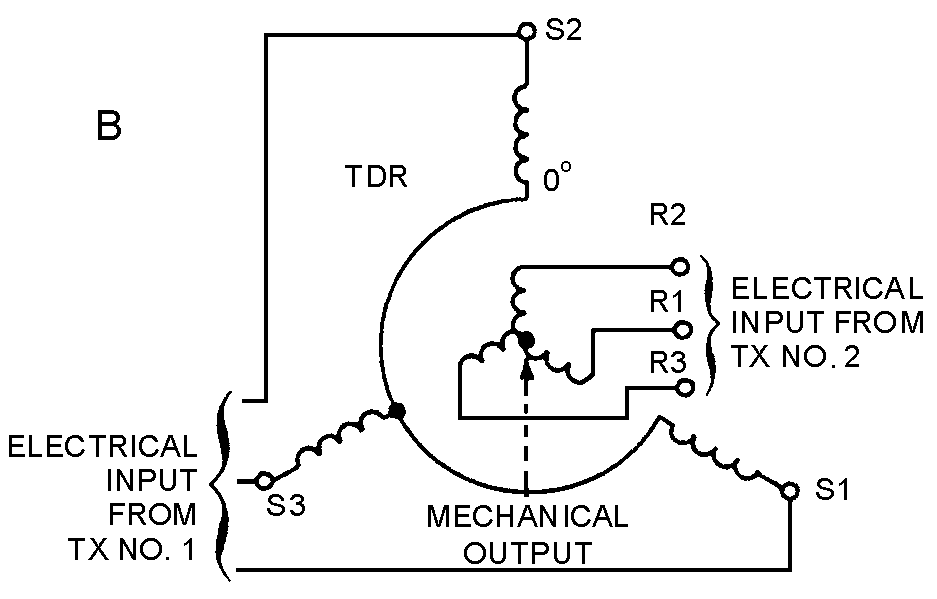 S2
B
TDR
0°
R2
R1
R3
ELECTRICAL
INPUT FROM
TX NO. 2
ELECTRICAL
INPUT
FROM
TX NO. 1
S3
S1
MECHANICAL
OUTPUT